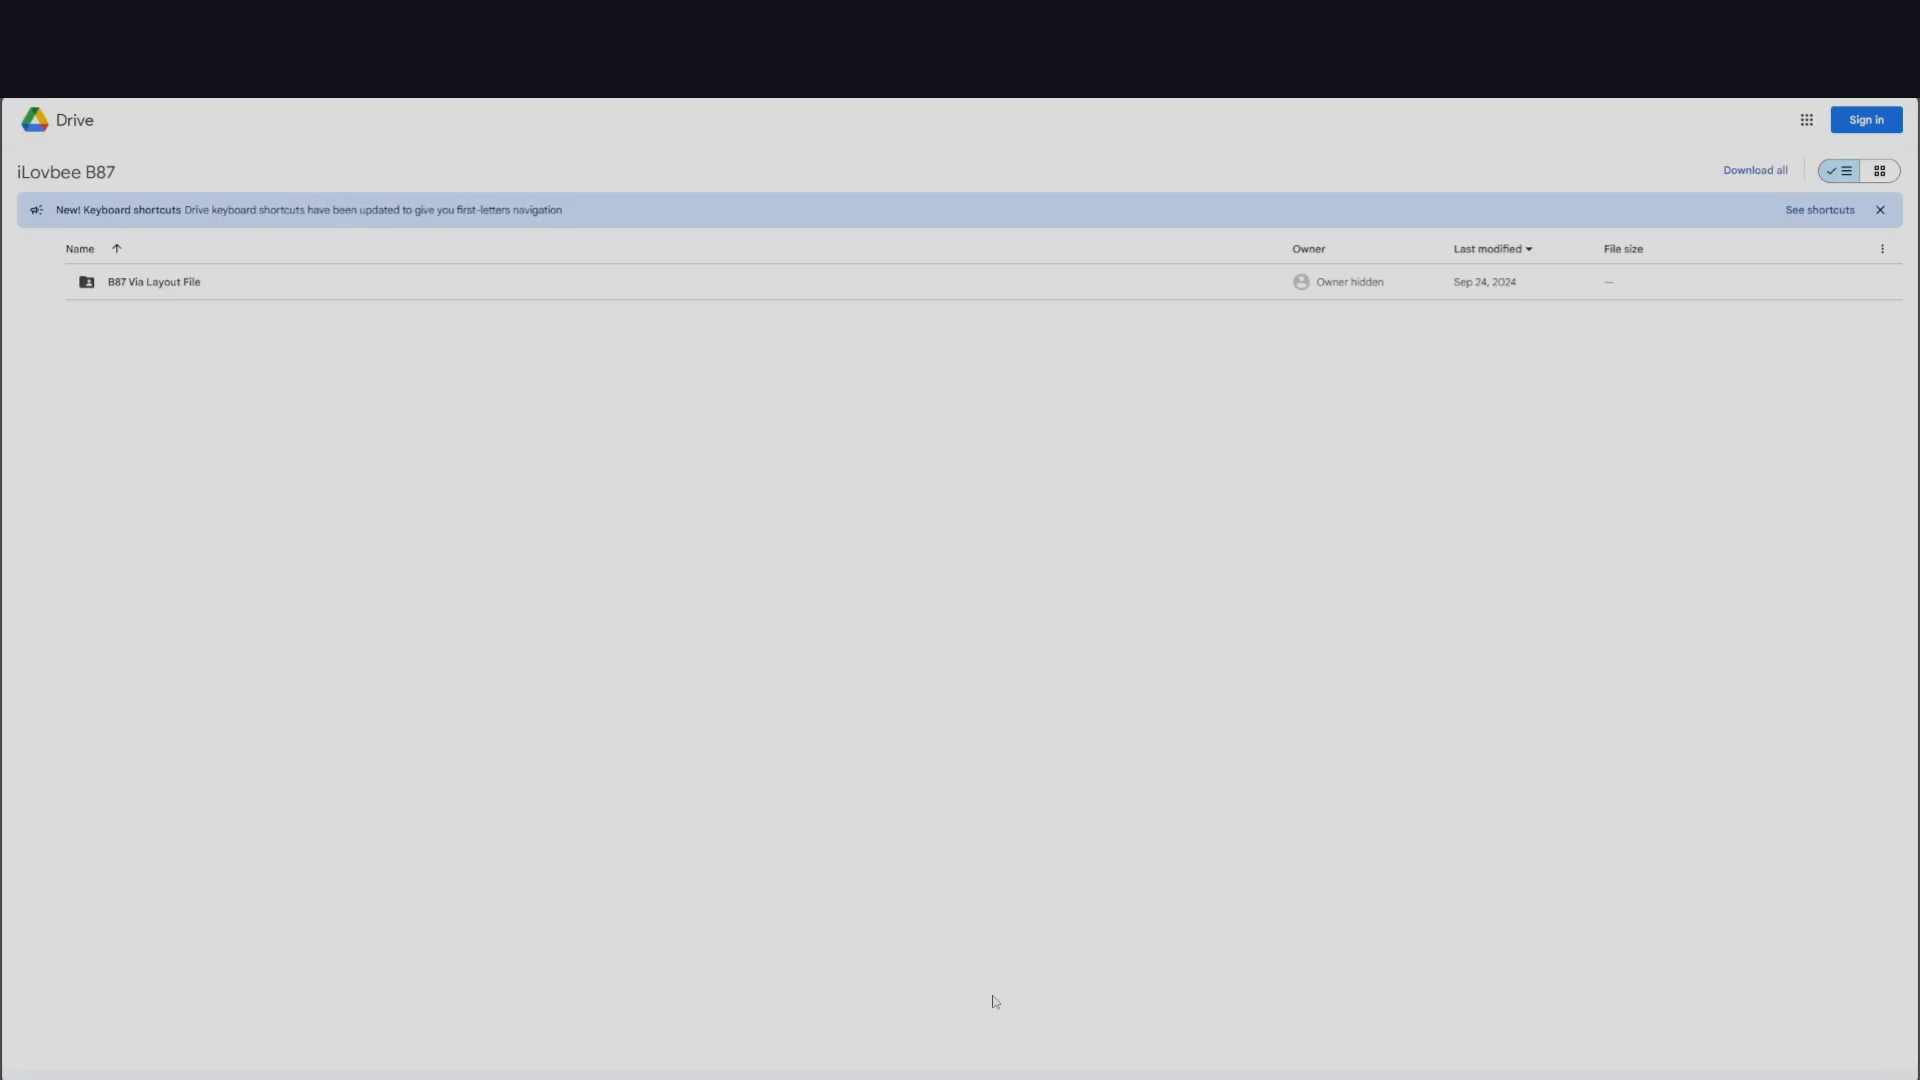 Drive
Sign in
iLovbee B87
Download all
New! Keyboard shortcuts Drive keyboard shortcuts have been updated to give you first-letters navigation
See shortcuts
Name Owner Last modified File size
B87 Via Layout File Owner hidden Sep 24, 2024 —